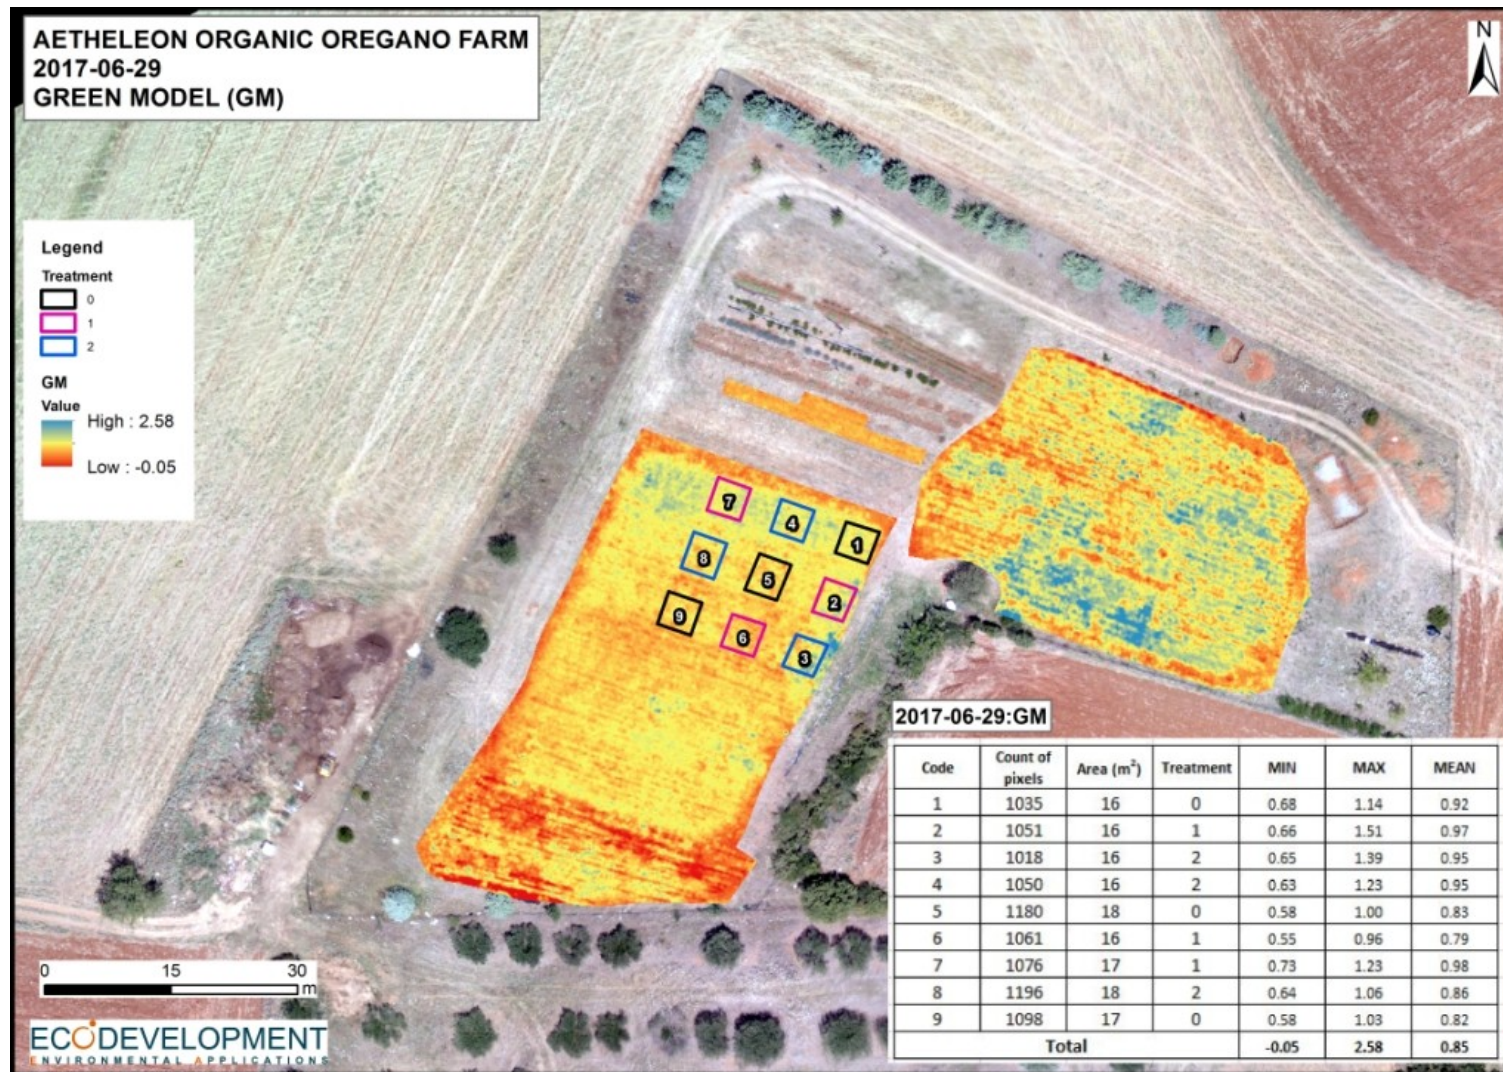 AETHELEON ORGANIC OREGANO FARM
2017-06-29
GREEN MODEL (GM)
N
Legend
Treatment
0
1
2
GM
Value
High : 2.58
Low : -0.05
7
4
1
8
5
2
9
6
3
2017-06-29:GM
Code Count of pixels Area (m²) Treatment MIN MAX MEAN
1 1035 16 0 0.68 1.14 0.92
2 1051 16 1 0.66 1.51 0.97
3 1018 16 2 0.65 1.39 0.95
4 1050 16 2 0.63 1.23 0.95
5 1180 18 0 0.58 1.00 0.83
6 1061 16 1 0.55 0.96 0.79
7 1076 17 1 0.73 1.23 0.98
8 1196 18 2 0.64 1.06 0.86
9 1098 17 0 0.58 1.03 0.82
Total -0.05 2.58 0.85
0 15 30
m
ECODEVELOPMENT
ENVIRONMENTAL APPLICATIONS